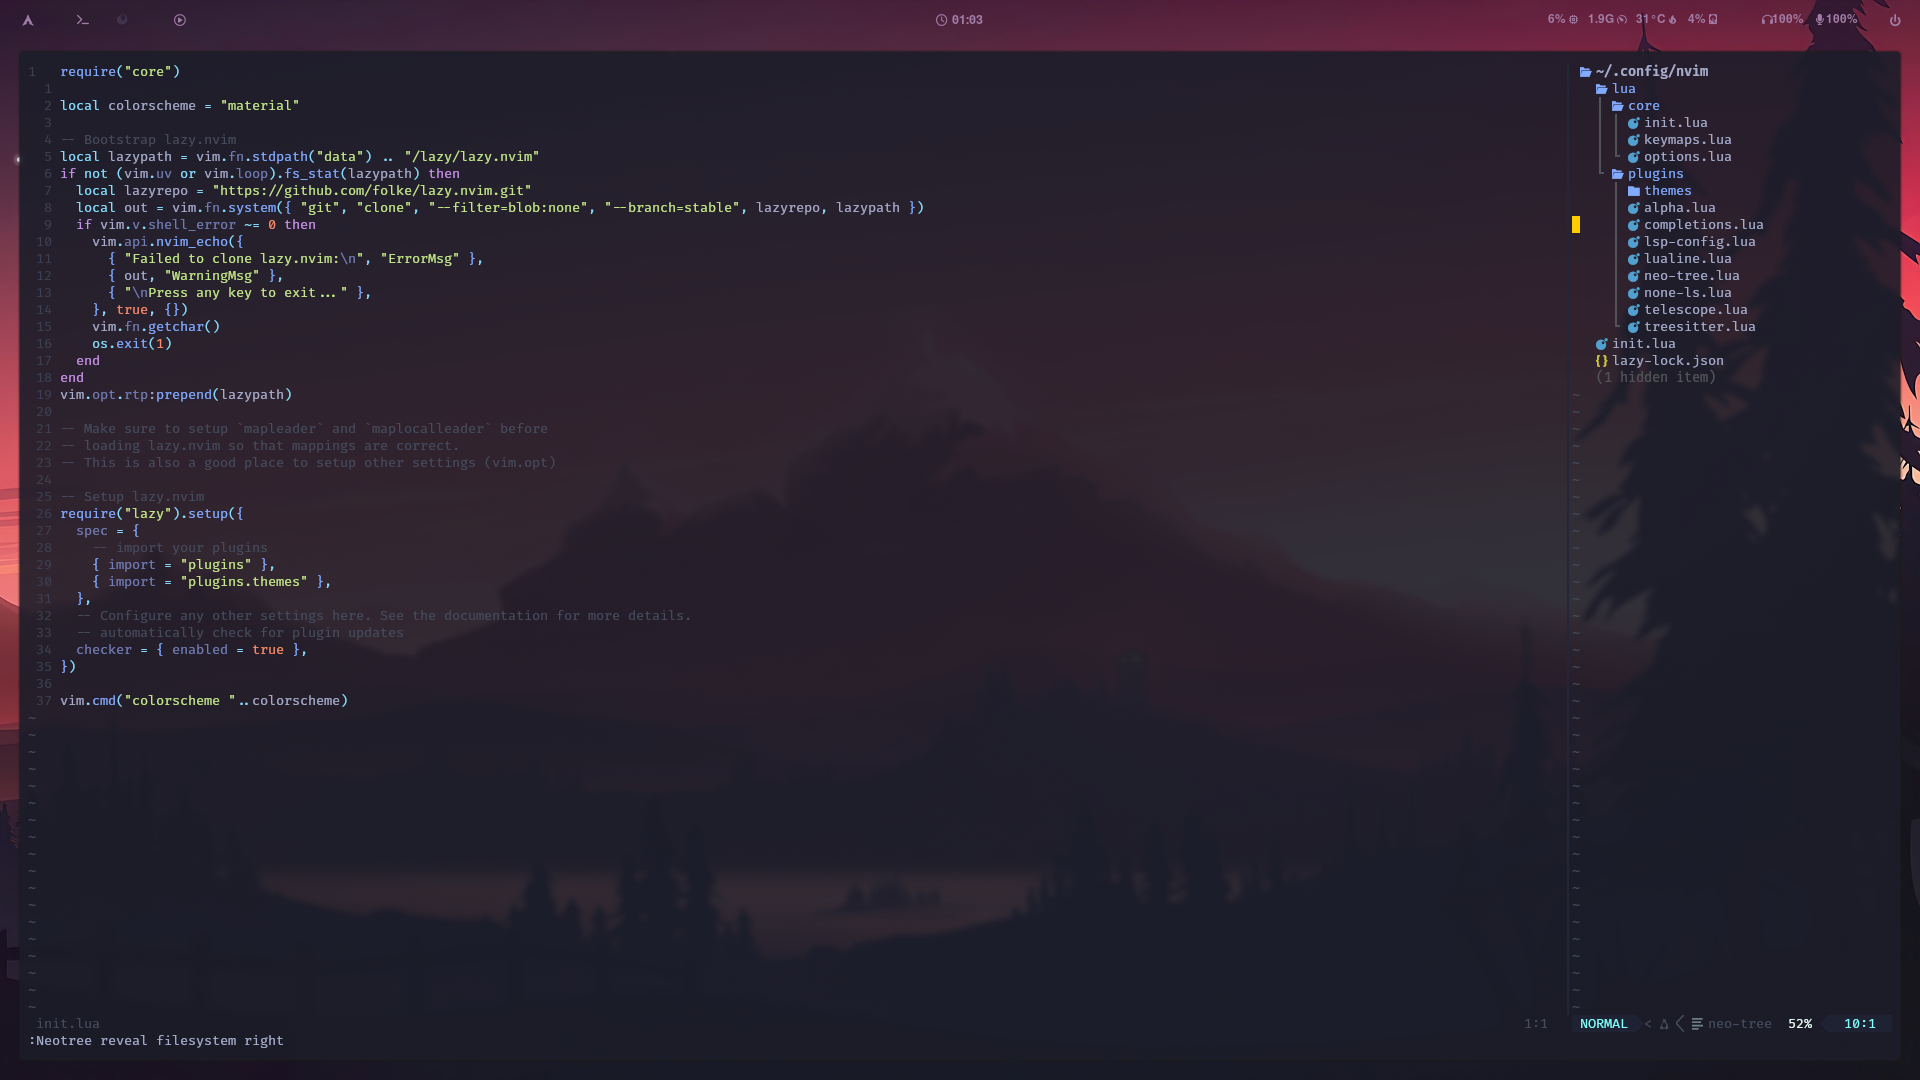 01:03
6% 1.9G 31°C 4% 100% 100%
1 require("core")
1
2 local colorscheme = "material"
3
4 -- Bootstrap lazy.nvim
5 local lazypath = vim.fn.stdpath("data") .. "/lazy/lazy.nvim"
6 if not (vim.uv or vim.loop).fs_stat(lazypath) then
7 local lazyrepo = "https://github.com/folke/lazy.nvim.git"
8 local out = vim.fn.system({ "git", "clone", "--filter=blob:none", "--branch=stable", lazyrepo, lazypath })
9 if vim.v.shell_error ~= 0 then
10 vim.api.nvim_echo({
11 { "Failed to clone lazy.nvim:\n", "ErrorMsg" },
12 { out, "WarningMsg" },
13 { "\nPress any key to exit..." },
14 }, true, {})
15 vim.fn.getchar()
16 os.exit(1)
17 end
18 end
19 vim.opt.rtp:prepend(lazypath)
20
21 -- Make sure to setup `mapleader` and `maplocalleader` before
22 -- loading lazy.nvim so that mappings are correct.
23 -- This is also a good place to setup other settings (vim.opt)
24
25 -- Setup lazy.nvim
26 require("lazy").setup({
27 spec = {
28 -- import your plugins
29 { import = "plugins" },
30 { import = "plugins.themes" },
31 },
32 -- Configure any other settings here. See the documentation for more details.
33 -- automatically check for plugin updates
34 checker = { enabled = true },
35 })
36
37 vim.cmd("colorscheme "..colorscheme)
~/.config/nvim
lua
core
init.lua
keymaps.lua
options.lua
plugins
themes
alpha.lua
completions.lua
lsp-config.lua
lualine.lua
neo-tree.lua
none-ls.lua
telescope.lua
treesitter.lua
init.lua
lazy-lock.json
(1 hidden item)
init.lua 1:1
NORMAL < neo-tree 52% 10:1
:Neotree reveal filesystem right